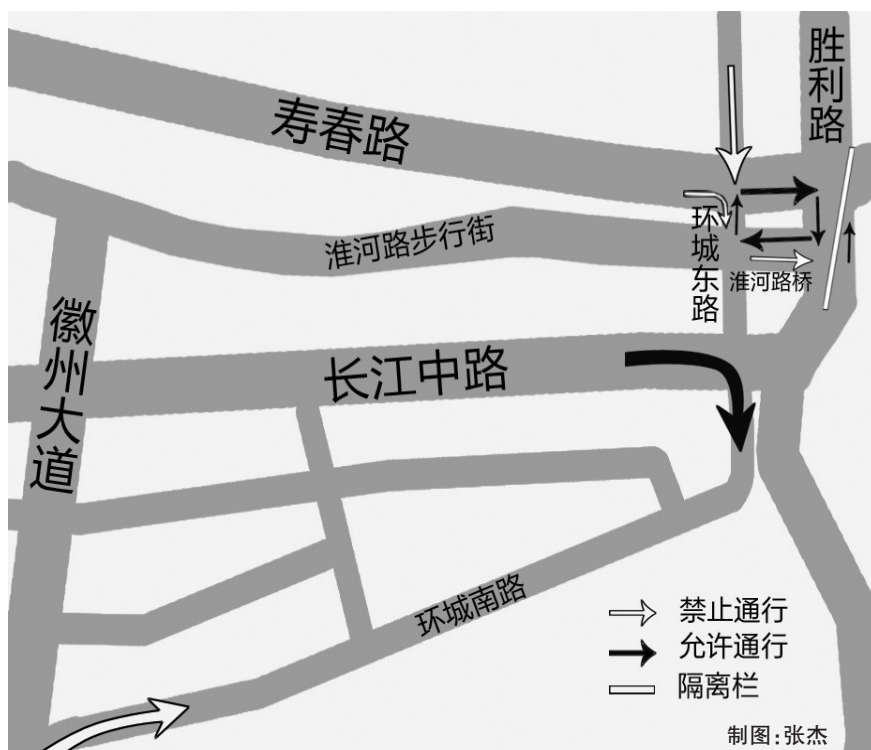 胜利路
寿春路
环城东路
淮河路步行街
淮河路桥
徽州大道
长江中路
环城南路
禁止通行
允许通行
隔离栏
制图:张杰